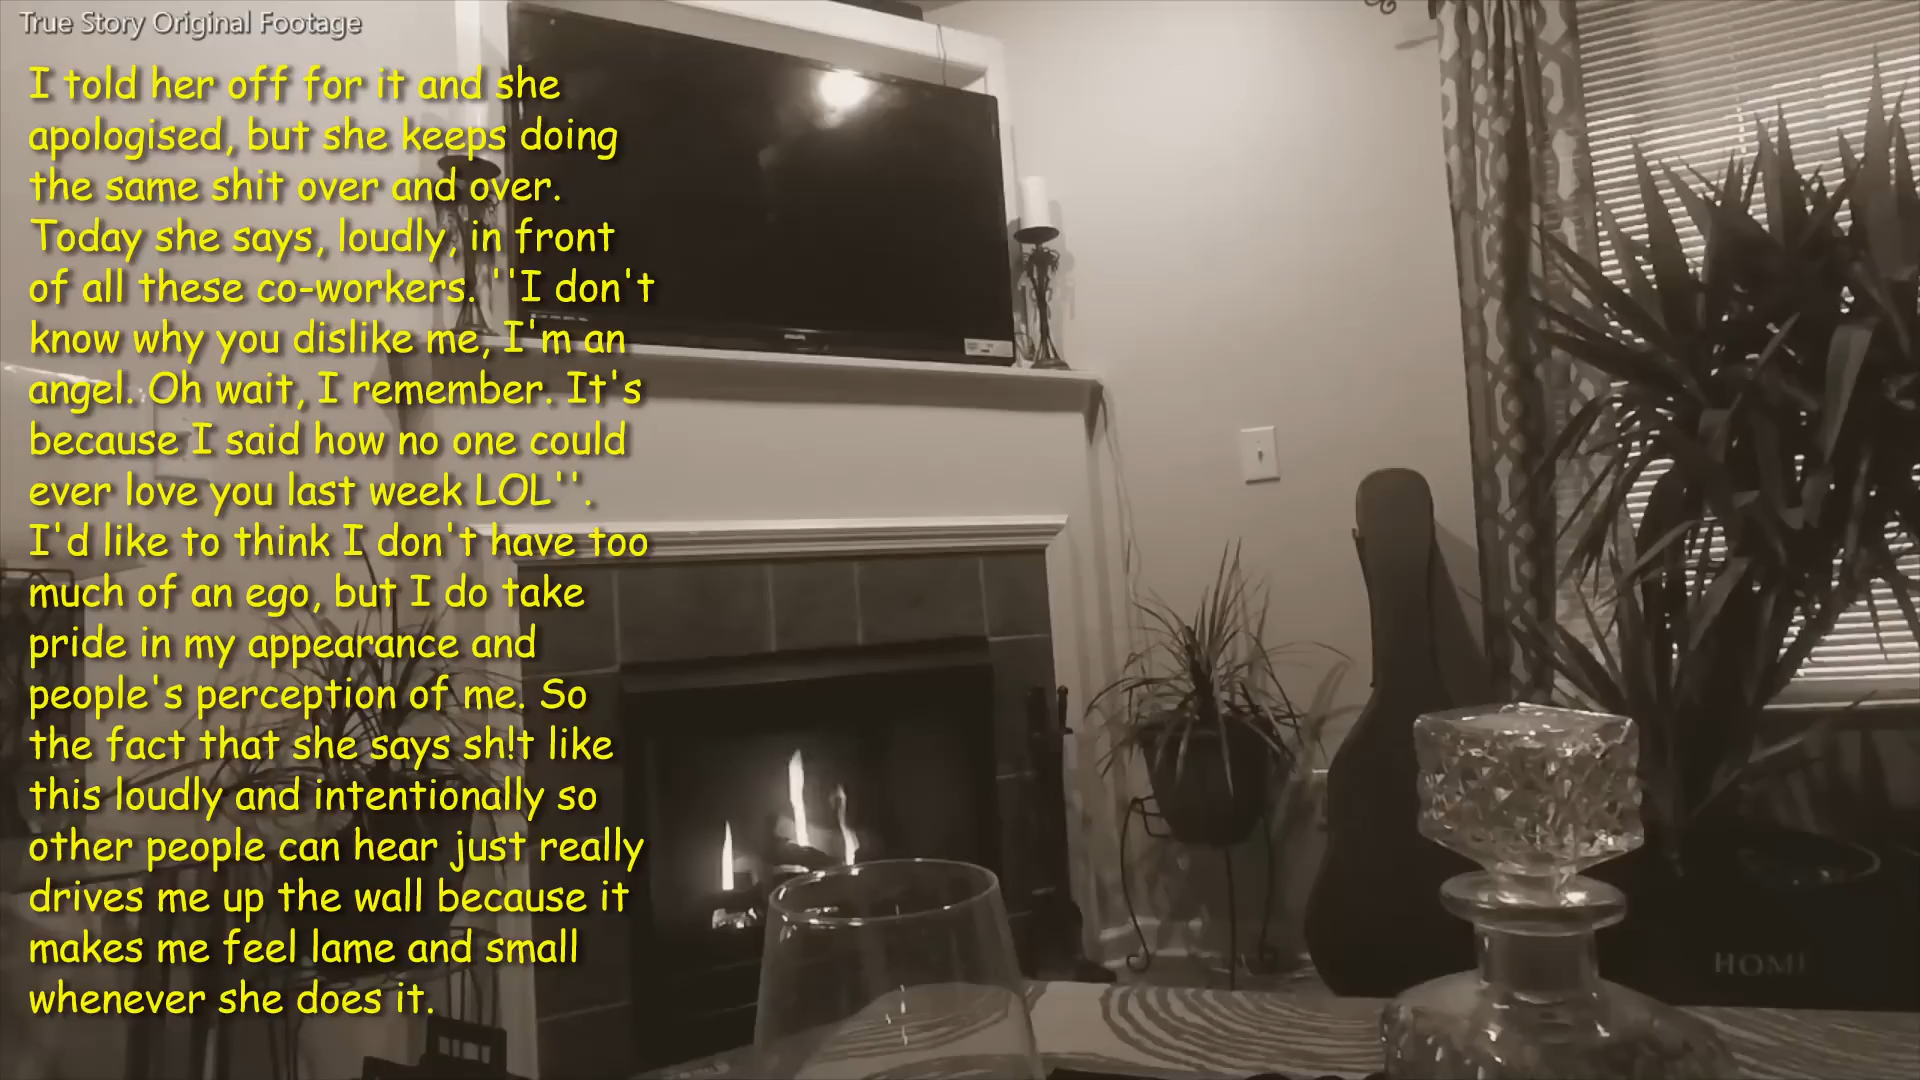 True Story Original Footage
I told her off for it and she
apologised, but she keeps doing
the same shit over and over.
Today she says, loudly, in front
of all these co-workers. ''I don't
know why you dislike me, I'm an
angel. Oh wait, I remember. It's
because I said how no one could
ever love you last week LOL''.
I'd like to think I don't have too
much of an ego, but I do take
pride in my appearance and
people's perception of me. So
the fact that she says sh!t like
this loudly and intentionally so
other people can hear just really
drives me up the wall because it
makes me feel lame and small
whenever she does it.
HOME